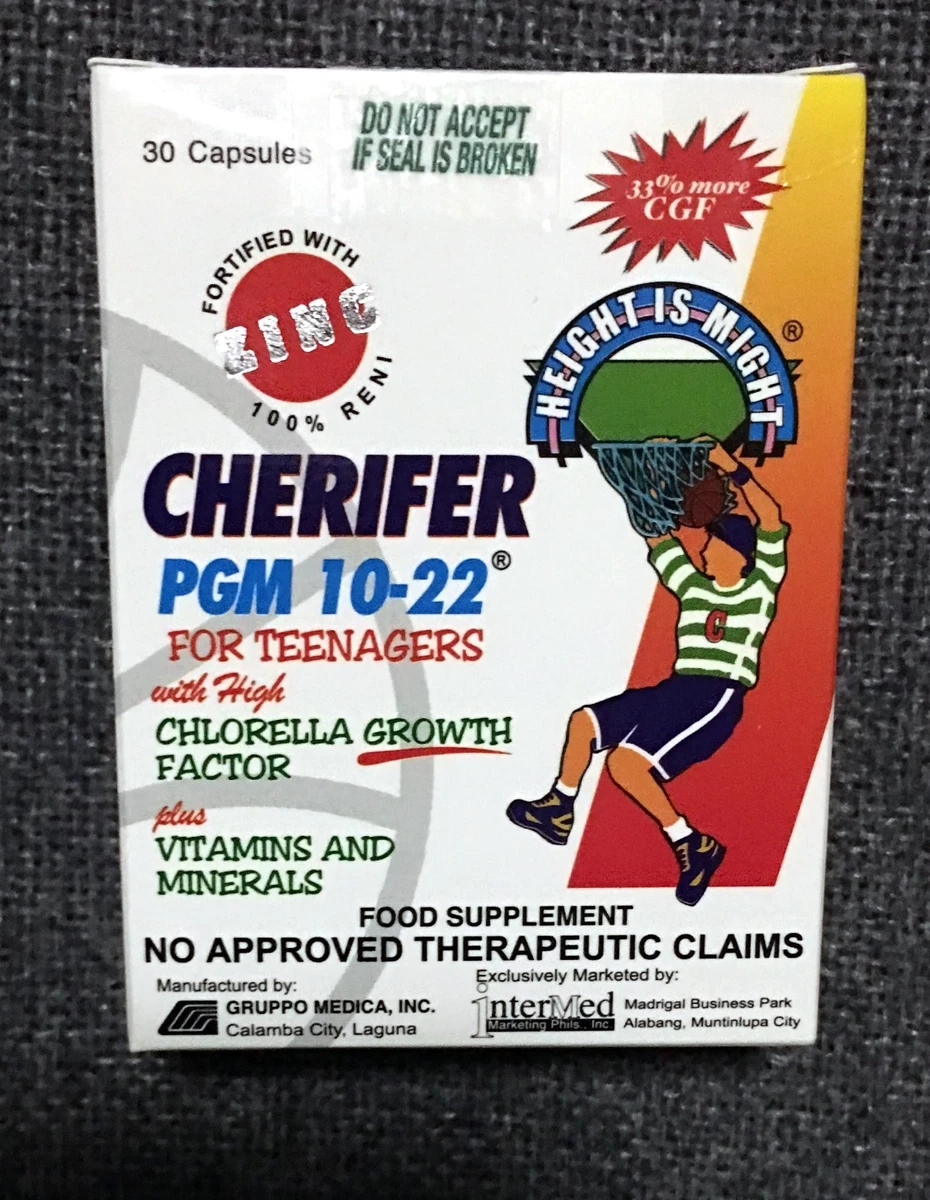 30 Capsules
DO NOT ACCEPT
IF SEAL IS BROKEN
33% more
CGF
FORTIFIED WITH
ZINC
100% RENI
HEIGHT IS MIGHT
®
CHERIFER
PGM 10-22®
FOR TEENAGERS
with High
CHLORELLA GROWTH
FACTOR
plus
VITAMINS AND
MINERALS
C
FOOD SUPPLEMENT
NO APPROVED THERAPEUTIC CLAIMS
Manufactured by:
GRUPPO MEDICA, INC.
Calamba City, Laguna
Exclusively Marketed by:
interMed
Marketing Phils., Inc
Madrigal Business Park
Alabang, Muntinlupa City